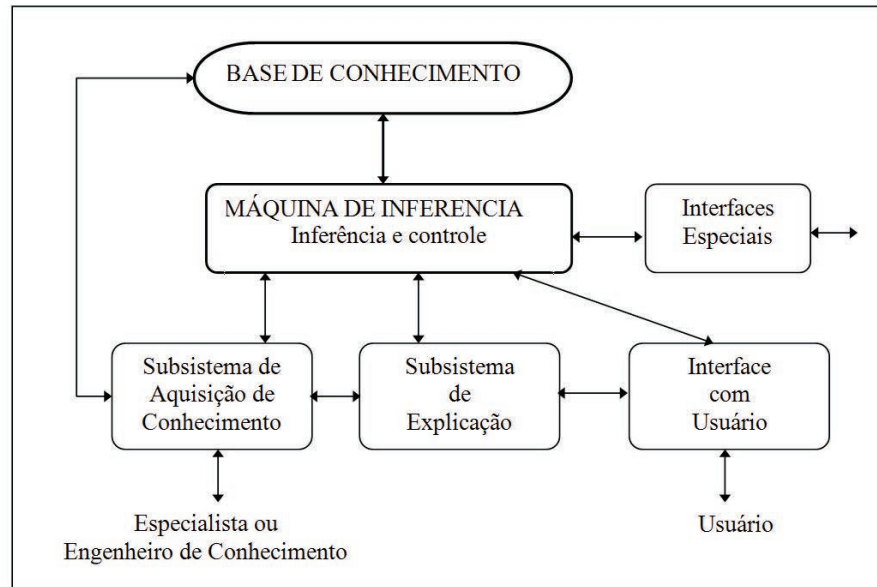 BASE DE CONHECIMENTO
MÁQUINA DE INFERENCIA
Inferência e controle
Interfaces
Especiais
Subsistema de
Aquisição de
Conhecimento
Subsistema
de
Explicação
Interface
com
Usuário
Especialista ou
Engenheiro de Conhecimento
Usuário